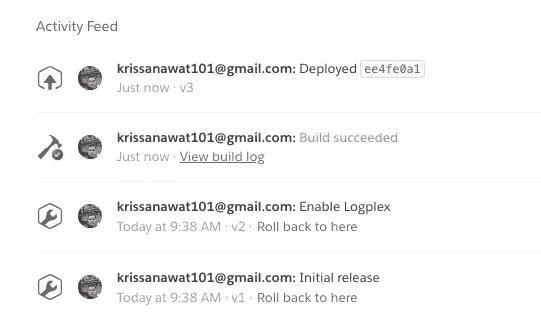 Activity Feed
krissanawat101@gmail.com: Deployed ee4fe0a1
Just now · v3
krissanawat101@gmail.com: Build succeeded
Just now · View build log
krissanawat101@gmail.com: Enable Logplex
Today at 9:38 AM · v2 · Roll back to here
krissanawat101@gmail.com: Initial release
Today at 9:38 AM · v1 · Roll back to here